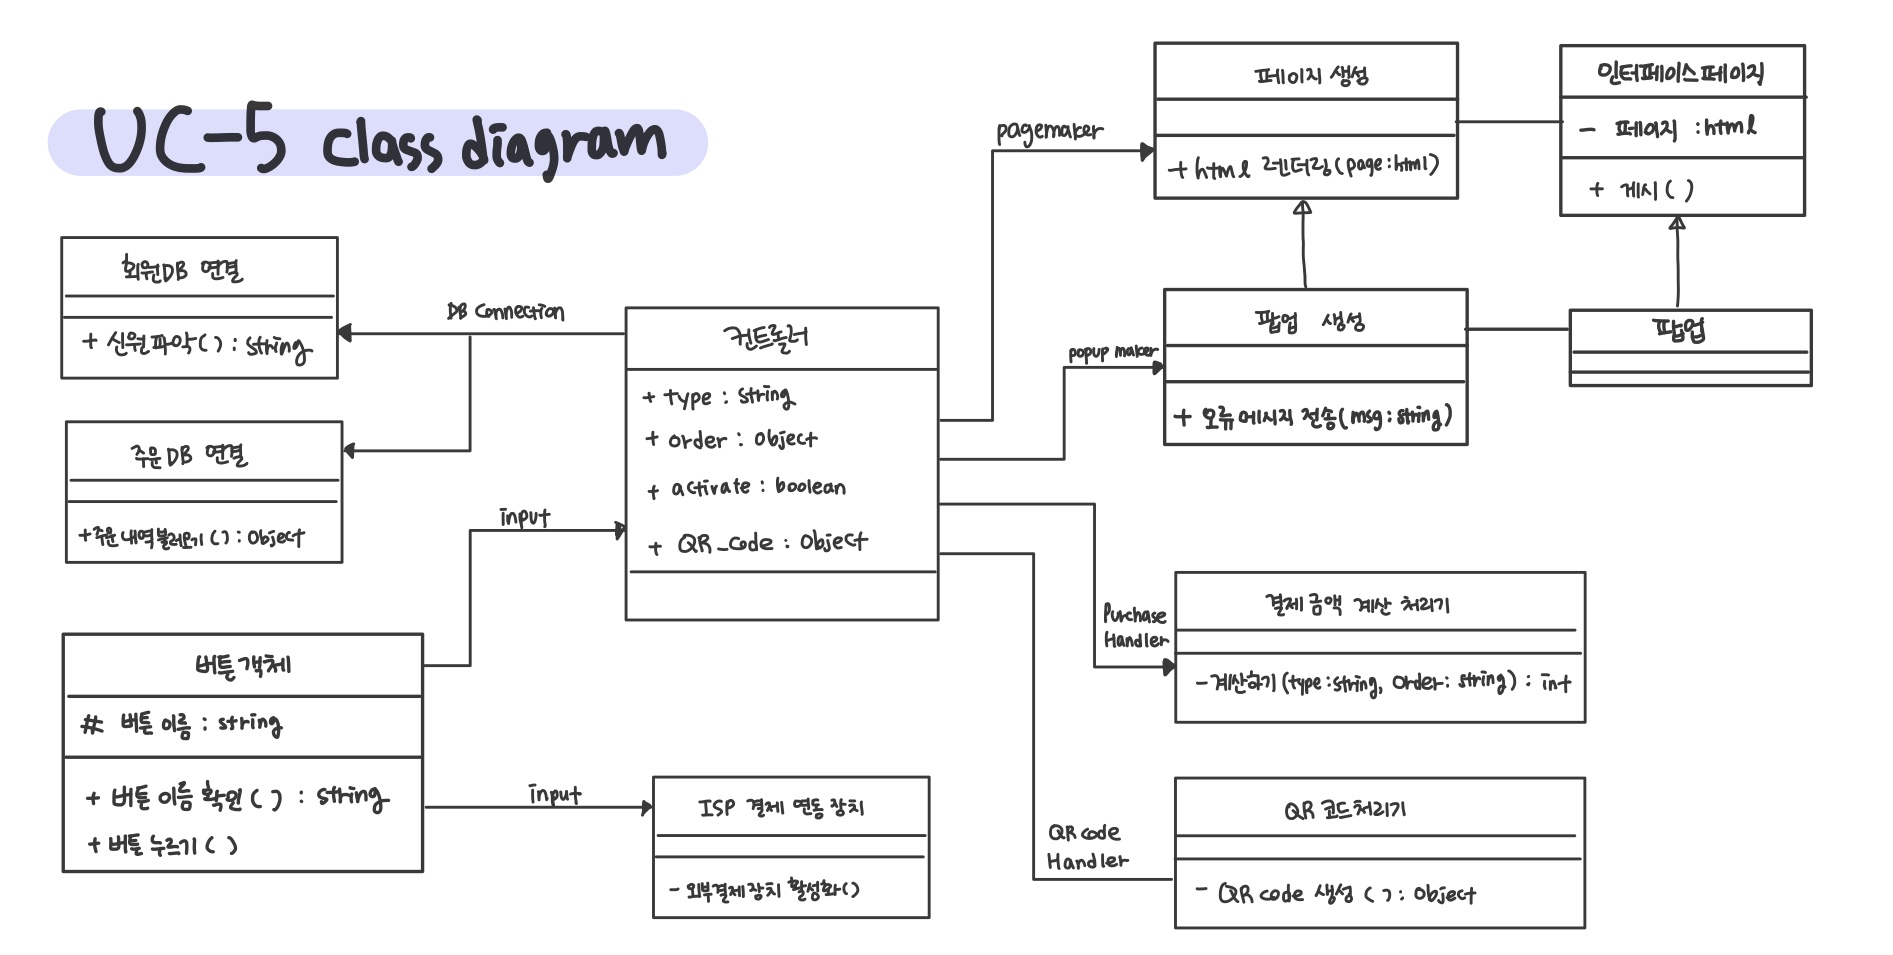 UC-5 class diagram
페이지 생성
+ html 렌더링(page:html)
인터페이스페이지
- 페이지 : html
+ 게시( )
pagemaker
회원DB 연결
+ 신원파악( ) : string
DB Connection
컨트롤러
+ type : string
+ order : object
+ activate : boolean
+ QR_code : object
팝업 생성
+ 오류 메시지 전송(msg:string)
popup maker
팝업
주문DB 연결
+주문 내역불러오기( ) : object
input
버튼객체
# 버튼 이름 : string
+ 버튼 이름 확인( ) : string
+ 버튼 누르기( )
input
ISP 결제 연동 장치
- 외부결제장치 활성화()
Purchase
Handler
결제 금액 계산 처리기
-계산하기(type:string, order: string) : int
QR code
Handler
QR 코드처리기
- QR code 생성 ( ) : object